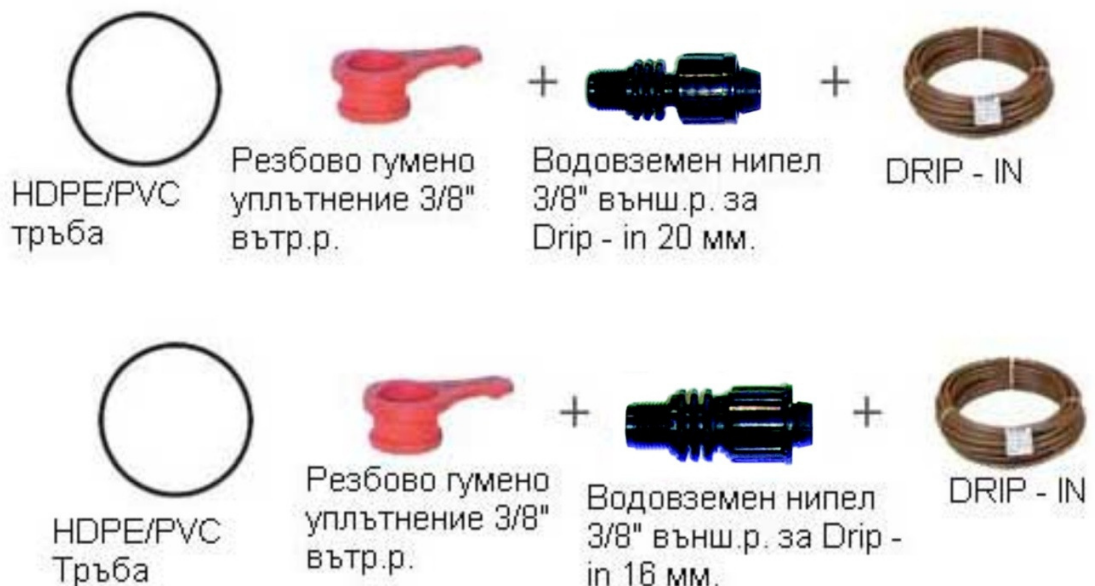 HDPE/PVC
тръба
Резбово гумено
уплътнение 3/8"
вътр.р.
+
Водовземен нипел
3/8" външ.р. за
Drip - in 20 мм.
+
DRIP - IN
HDPE/PVC
Тръба
Резбово гумено
уплътнение 3/8"
вътр.р.
+
Водовземен нипел
3/8" външ.р. за Drip -
in 16 мм.
+
DRIP - IN